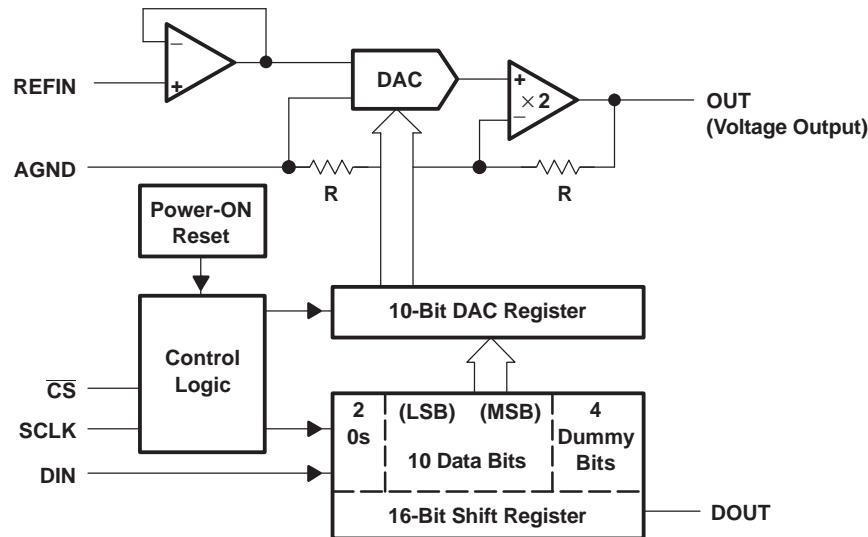 REFIN
−
+
DAC
+
× 2
−
OUT
(Voltage Output)
AGND
R
R
Power-ON
Reset
Control
Logic
10-Bit DAC Register
CS
SCLK
DIN
2
0s
(LSB) (MSB)
10 Data Bits
4
Dummy
Bits
16-Bit Shift Register
DOUT